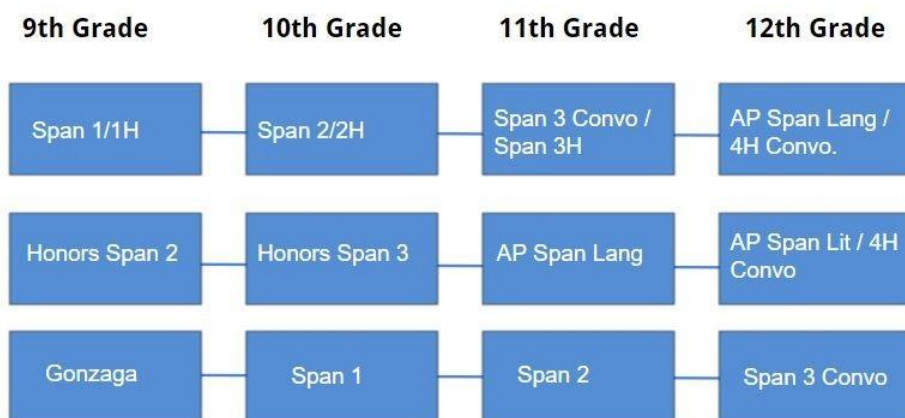 9th Grade 10th Grade 11th Grade 12th Grade
Span 1/1H
Span 2/2H
Span 3 Convo /
Span 3H
AP Span Lang /
4H Convo.
Honors Span 2
Honors Span 3
AP Span Lang
AP Span Lit / 4H
Convo
Gonzaga
Span 1
Span 2
Span 3 Convo